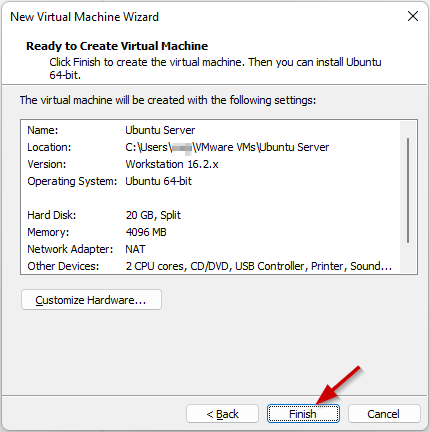 New Virtual Machine Wizard
Ready to Create Virtual Machine
Click Finish to create the virtual machine. Then you can install Ubuntu
64-bit.
The virtual machine will be created with the following settings:
Name: Ubuntu Server
Location: C:\Users\ \VMware VMs\Ubuntu Server
Version: Workstation 16.2.x
Operating System: Ubuntu 64-bit
Hard Disk: 20 GB, Split
Memory: 4096 MB
Network Adapter: NAT
Other Devices: 2 CPU cores, CD/DVD, USB Controller, Printer, Sound...
Customize Hardware...
< Back Finish Cancel